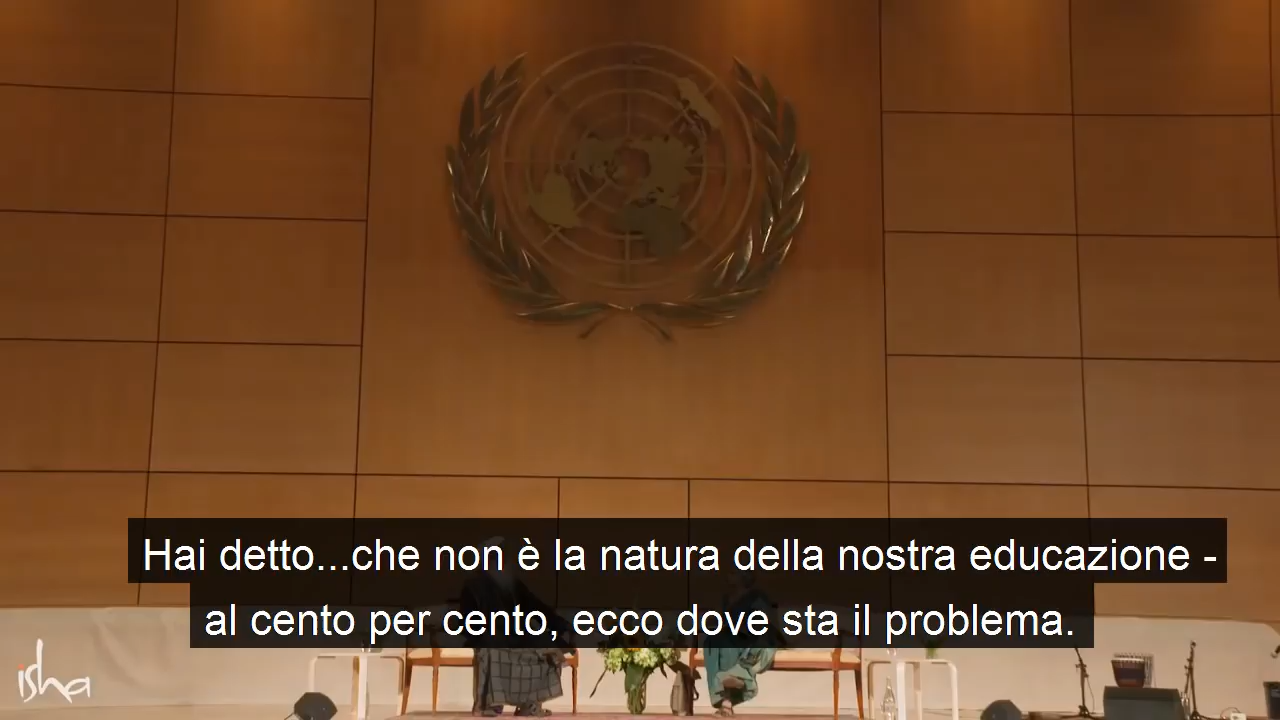 Hai detto...che non è la natura della nostra educazione -
al cento per cento, ecco dove sta il problema.
isha